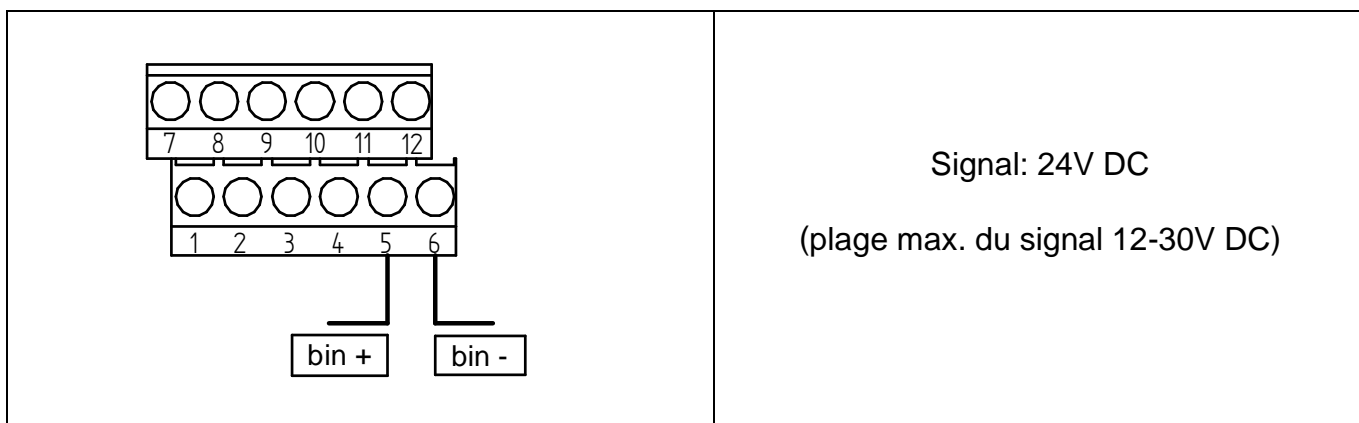 7 8 9 10 11 12
1 2 3 4 5 6
bin + bin -
Signal: 24V DC
(plage max. du signal 12-30V DC)